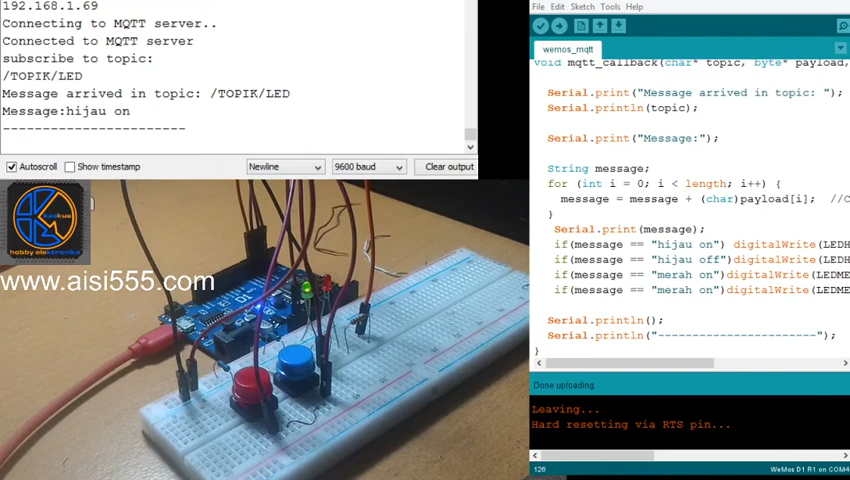 192.168.1.69
Connecting to MQTT server..
Connected to MQTT server
subscribe to topic:
/TOPIK/LED
Message arrived in topic: /TOPIK/LED
Message:hijau on
-----------------------
Autoscroll Show timestamp Newline 9600 baud Clear output
kaskus
hobby elektronika
www.aisi555.com
File Edit Sketch Tools Help
wemos_mqtt
void mqtt_callback(char* topic, byte* payload,
Serial.print("Message arrived in topic: ");
Serial.println(topic);
Serial.print("Message:");
String message;
for (int i = 0; i < length; i++) {
message = message + (char)payload[i]; //C
}
Serial.print(message);
if(message == "hijau on") digitalWrite(LEDH
if(message == "hijau off") digitalWrite(LEDH
if(message == "merah on")digitalWrite(LEDME
if(message == "merah on")digitalWrite(LEDME
Serial.println();
Serial.println("-----------------------");
}
Done uploading.
Leaving...
Hard resetting via RTS pin...
126 WeMos D1 R1 on COM4